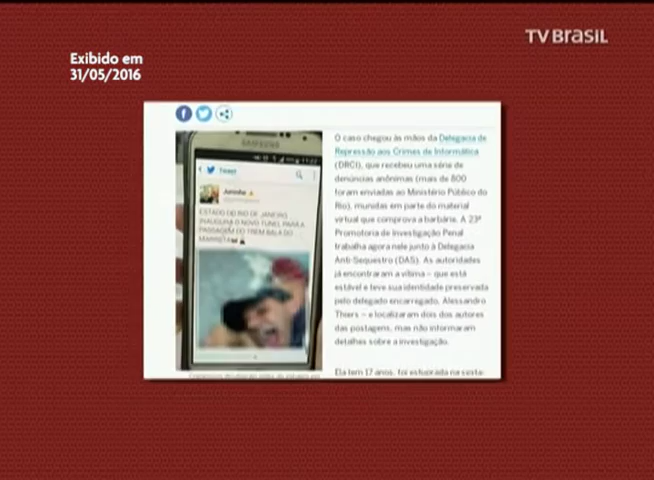 TV BRASIL
Exibido em
31/05/2016
O caso chegou às mãos da Delegacia de
Repressão aos Crimes de Informática
(DRCI), que recebeu uma série de
denúncias anônimas (mais de 800
foram enviadas ao Ministério Público do
Rio), munidas em parte do material
virtual que comprova a barbárie. A 23ª
Promotoria de Investigação Penal
trabalha agora nele junto à Delegacia
Anti-Sequestro (DAS). As autoridades
já encontraram a vítima – que está
estável e teve sua identidade preservada
pelo delegado encarregado, Alessandro
Thiers – e localizaram dois dos autores
das postagens, mas não informaram
detalhes sobre a investigação.
Ela tem 17 anos, foi estuprada na sexta-
SAMSUNG
Tweet
ESTADO DO RIO DE JANEIRO
INAUGURA O NOVO TUNEL PARA A
PASSAGEM DO TREM BALA DO